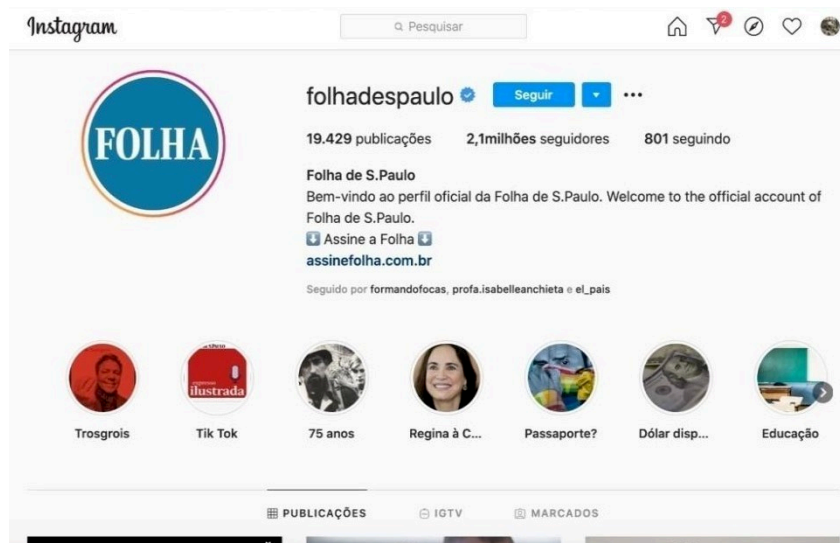 Instagram
Pesquisar
2
FOLHA
folhadespaulo
Seguir
19.429 publicações 2,1milhões seguidores 801 seguindo
Folha de S.Paulo
Bem-vindo ao perfil oficial da Folha de S.Paulo. Welcome to the official account of
Folha de S.Paulo.
Assine a Folha
assinefolha.com.br
Seguido por formandofocas, profa.isabelleanchieta e el_pais
ilustrada
Trosgrois Tik Tok 75 anos Regina à C... Passaporte? Dólar disp... Educação
PUBLICAÇÕES IGTV MARCADOS